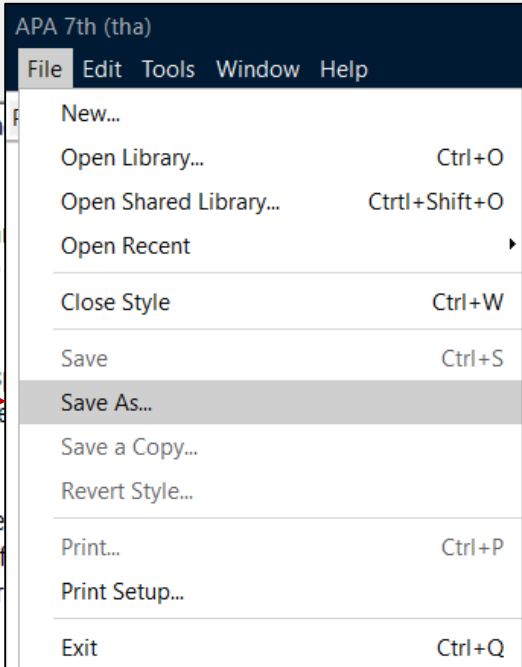 APA 7th (tha)
File Edit Tools Window Help
New...
Open Library... Ctrl+O
Open Shared Library... Ctrtl+Shift+O
Open Recent
Close Style Ctrl+W
Save Ctrl+S
Save As...
Save a Copy...
Revert Style...
Print... Ctrl+P
Print Setup...
Exit Ctrl+Q